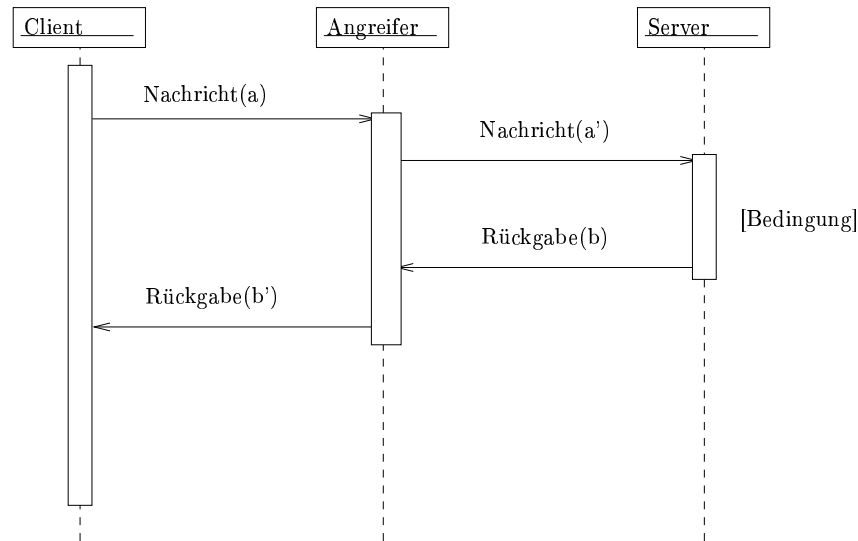 Client
Angreifer
Server
Nachricht(a)
Nachricht(a')
[Bedingung]
Rückgabe(b)
Rückgabe(b')